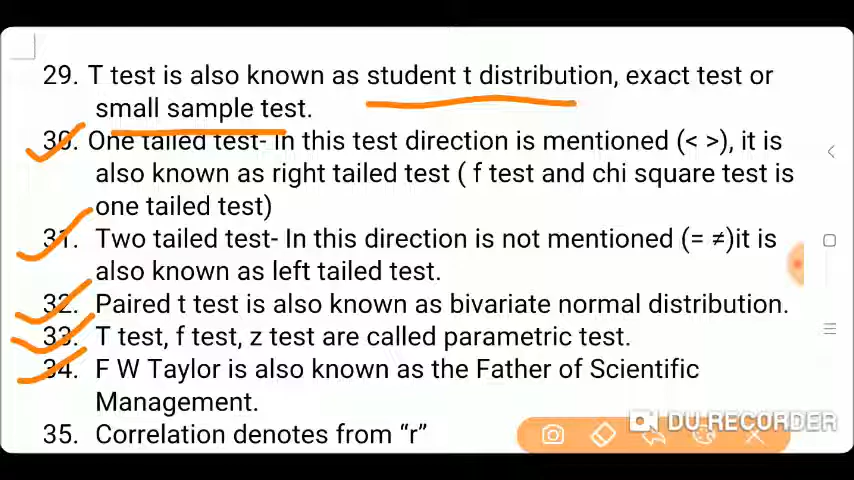 29. T test is also known as student t distribution, exact test or
small sample test.
30. One tailed test- In this test direction is mentioned (< >), it is
also known as right tailed test ( f test and chi square test is
one tailed test)
31. Two tailed test- In this direction is not mentioned (= ≠)it is
also known as left tailed test.
32. Paired t test is also known as bivariate normal distribution.
33. T test, f test, z test are called parametric test.
34. F W Taylor is also known as the Father of Scientific
Management.
35. Correlation denotes from “r”
DU RECORDER